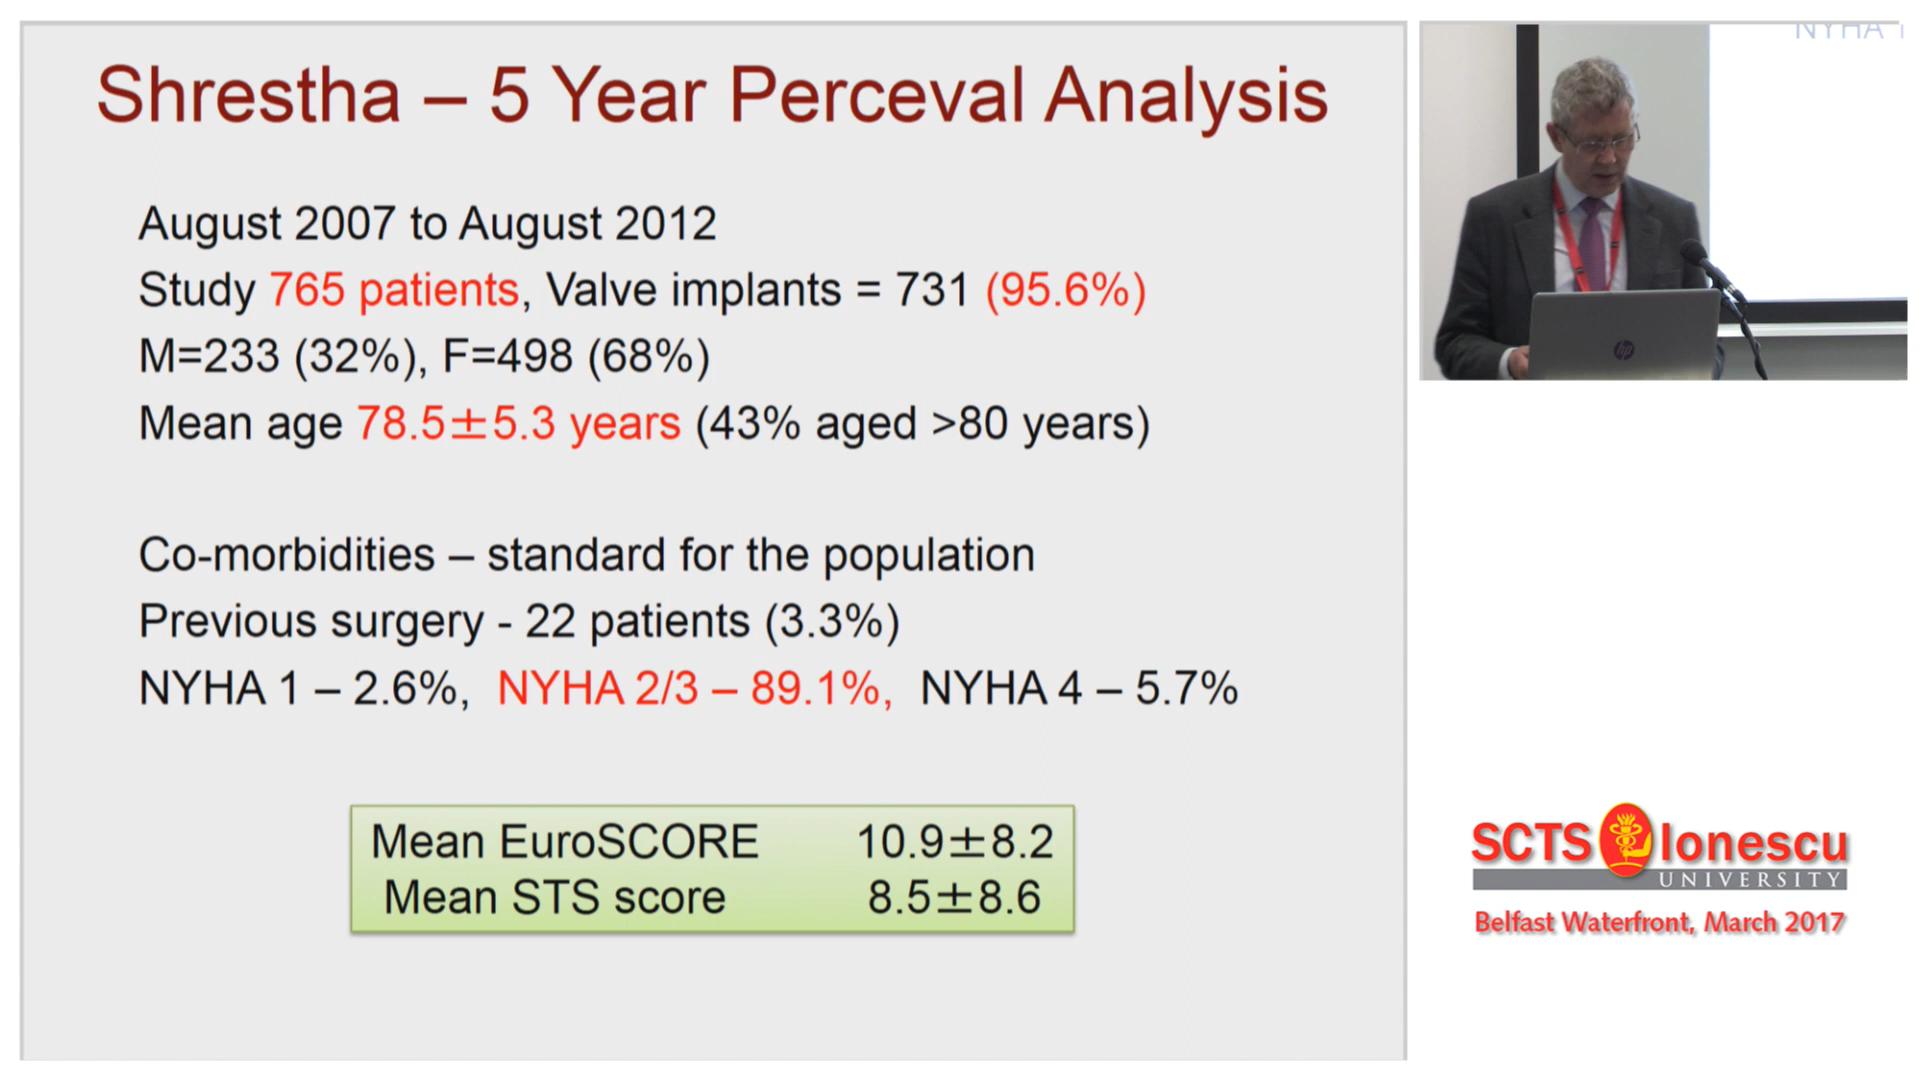 Shrestha – 5 Year Perceval Analysis
August 2007 to August 2012
Study 765 patients, Valve implants = 731 (95.6%)
M=233 (32%), F=498 (68%)
Mean age 78.5±5.3 years (43% aged >80 years)
Co-morbidities – standard for the population
Previous surgery - 22 patients (3.3%)
NYHA 1 – 2.6%, NYHA 2/3 – 89.1%, NYHA 4 – 5.7%
Mean EuroSCORE 10.9±8.2
Mean STS score 8.5±8.6
NYHA 1
hp
SCTS Ionescu
UNIVERSITY
Belfast Waterfront, March 2017